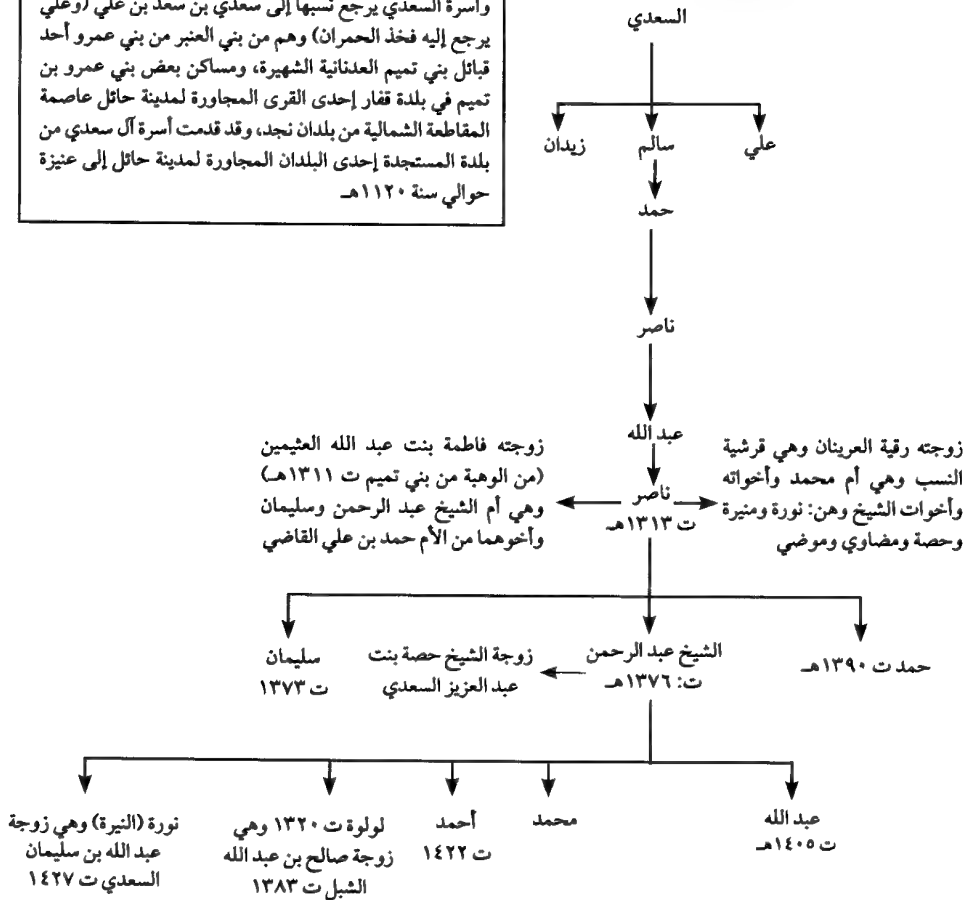 وأسرة السعدي يرجع نسبها إلى سعدي بن سعد بن علي (وعلي
يرجع إليه فخذ الحمران) وهم من بني العنبر من بني عمرو أحد
قبائل بني تميم العدنانية الشهيرة، ومساكن بعض بني عمرو بن
تميم في بلدة قفار إحدى القرى المجاورة لمدينة حائل عاصمة
المقاطعة الشمالية من بلدان نجد، وقد قدمت أسرة آل سعدي من
بلدة المستجدة إحدى البلدان المجاورة لمدينة حائل إلى عنيزة
حوالي سنة ١١٢٠هـ
السعدي
علي
سالم
زيدان
حمد
ناصر
عبد الله
ناصر
ت ١٣١٣هـ
زوجته رقية العرينان وهي قرشية
النسب وهي أم محمد وأخواته
وأخوات الشيخ وهن: نورة ومنيرة
وحصة ومضاوي وموضي
زوجته فاطمة بنت عبد الله العثيمين
(من الوهبة من بني تميم ت ١٣١١هـ)
وهي أم الشيخ عبد الرحمن وسليمان
وأخوهما من الأم حمد بن علي القاضي
حمد ت ١٣٩٠هـ
الشيخ عبد الرحمن
ت: ١٣٧٦هـ
زوجة الشيخ حصة بنت
عبد العزيز السعدي
سليمان
ت ١٣٧٣
عبد الله
ت ١٤٠٥هـ
محمد
أحمد
ت ١٤٢٢
لولوة ت ١٣٢٠ وهي
زوجة صالح بن عبد الله
الشبل ت ١٣٨٣
نورة (النيرة) وهي زوجة
عبد الله بن سليمان
السعدي ت ١٤٢٧